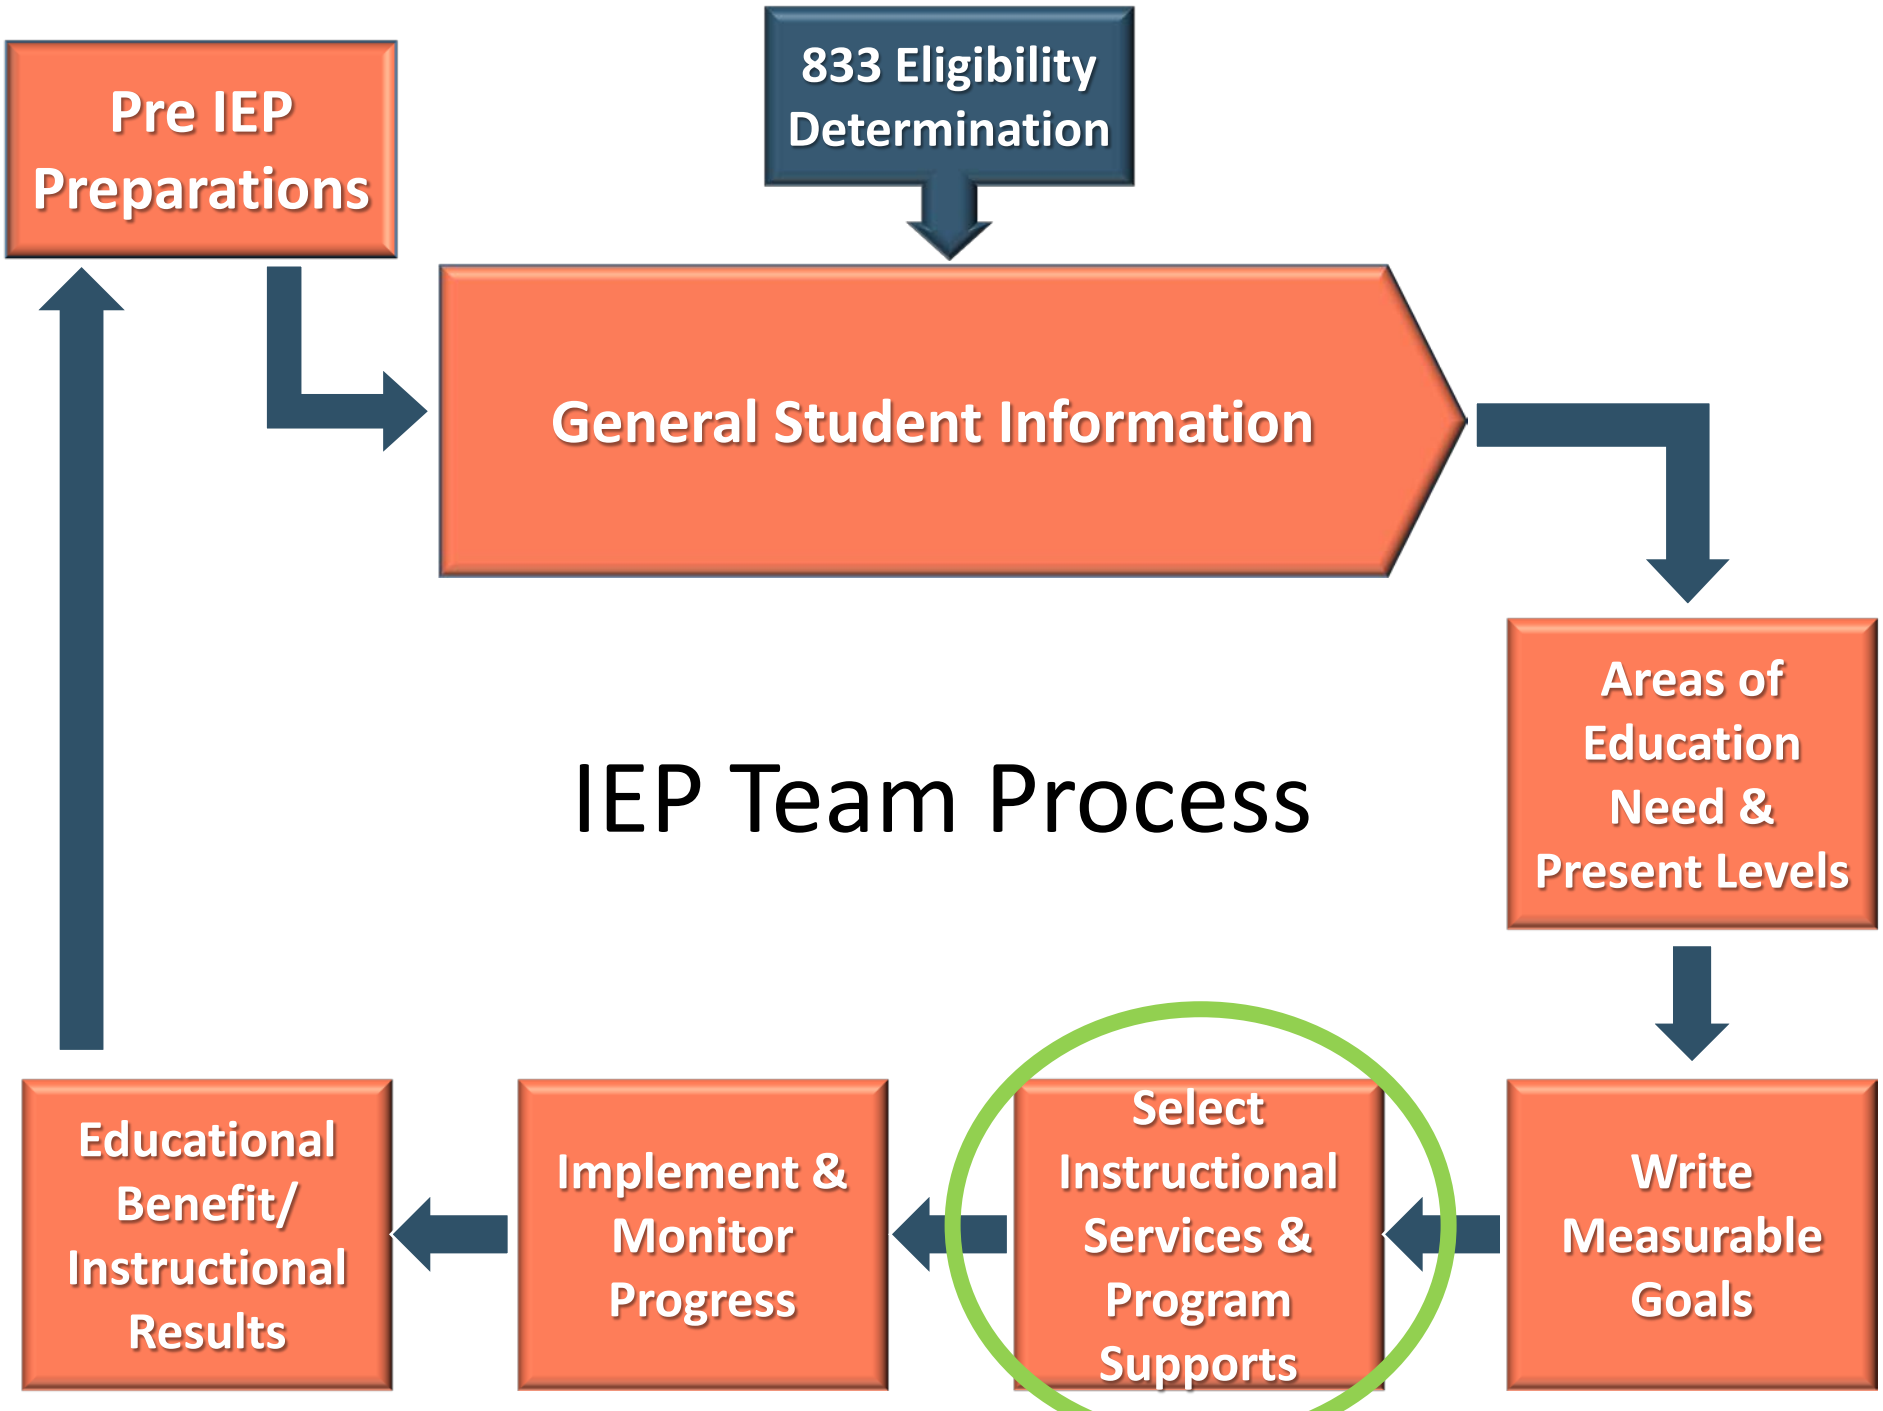 Pre IEP
Preparations
833 Eligibility
Determination
General Student Information
Areas of
Education
Need &
Present Levels
IEP Team Process
Write
Measurable
Goals
Select
Instructional
Services &
Program
Supports
Implement &
Monitor
Progress
Educational
Benefit/
Instructional
Results